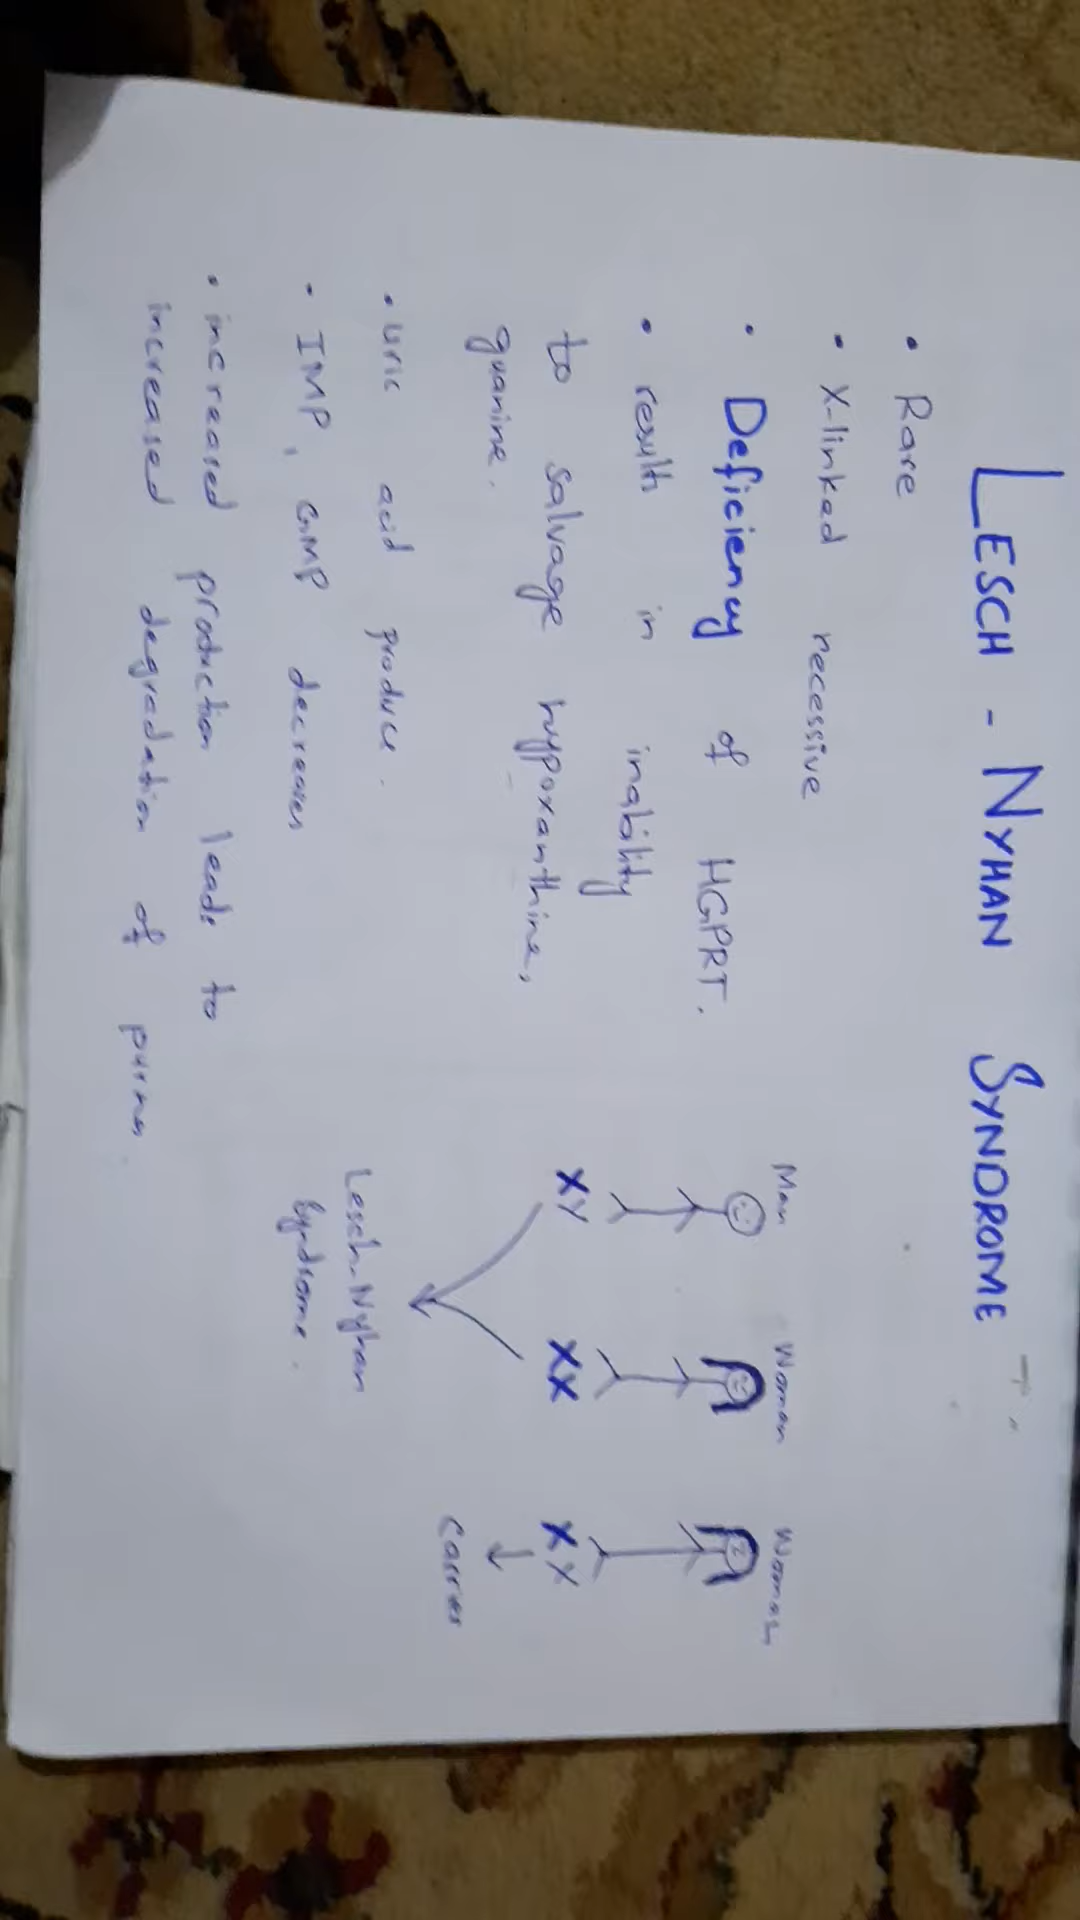 LESCH - NYHAN SYNDROME
• Rare
• X-linked recessive
• Deficiency of HGPRT.
• result in inability
to salvage hypoxanthine,
guanine.
• uric acid produce.
• IMP, GMP decreases
• increased production leads to
increased degradation of purines.
Man Woman Woman
XY XX XX
Carrier
Lesch-Nyhan
Syndrome.